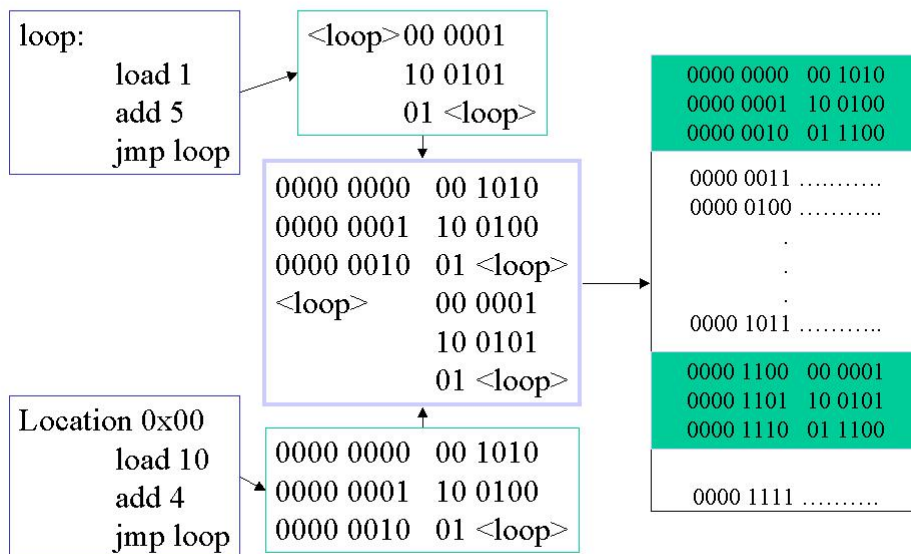 loop:
load 1
add 5
jmp loop
<loop> 00 0001
10 0101
01 <loop>
0000 0000 00 1010
0000 0001 10 0100
0000 0010 01 <loop>
<loop> 00 0001
10 0101
01 <loop>
Location 0x00
load 10
add 4
jmp loop
0000 0000 00 1010
0000 0001 10 0100
0000 0010 01 <loop>
0000 0000 00 1010
0000 0001 10 0100
0000 0010 01 1100
0000 0011 ...........
0000 0100 ...........
.
.
.
0000 1011 ...........
0000 1100 00 0001
0000 1101 10 0101
0000 1110 01 1100
0000 1111 ..........